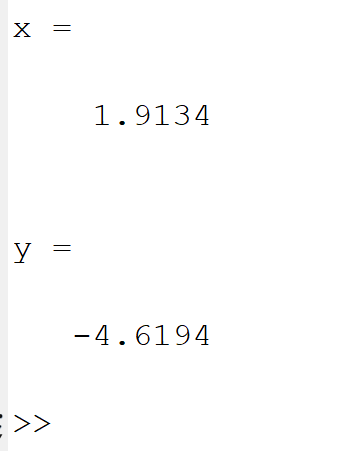 x =
1.9134
y =
-4.6194
>>